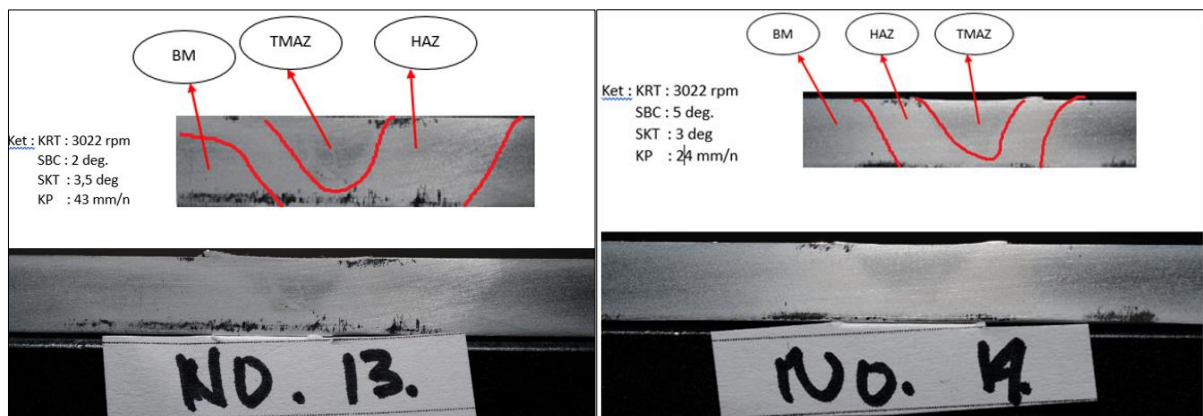 BM
TMAZ
HAZ
Ket : KRT : 3022 rpm
SBC : 2 deg.
SKT : 3,5 deg
KP : 43 mm/n
NO. 13.
BM
HAZ
TMAZ
Ket : KRT : 3022 rpm
SBC : 5 deg.
SKT : 3 deg
KP : 24 mm/n
NO. 14.